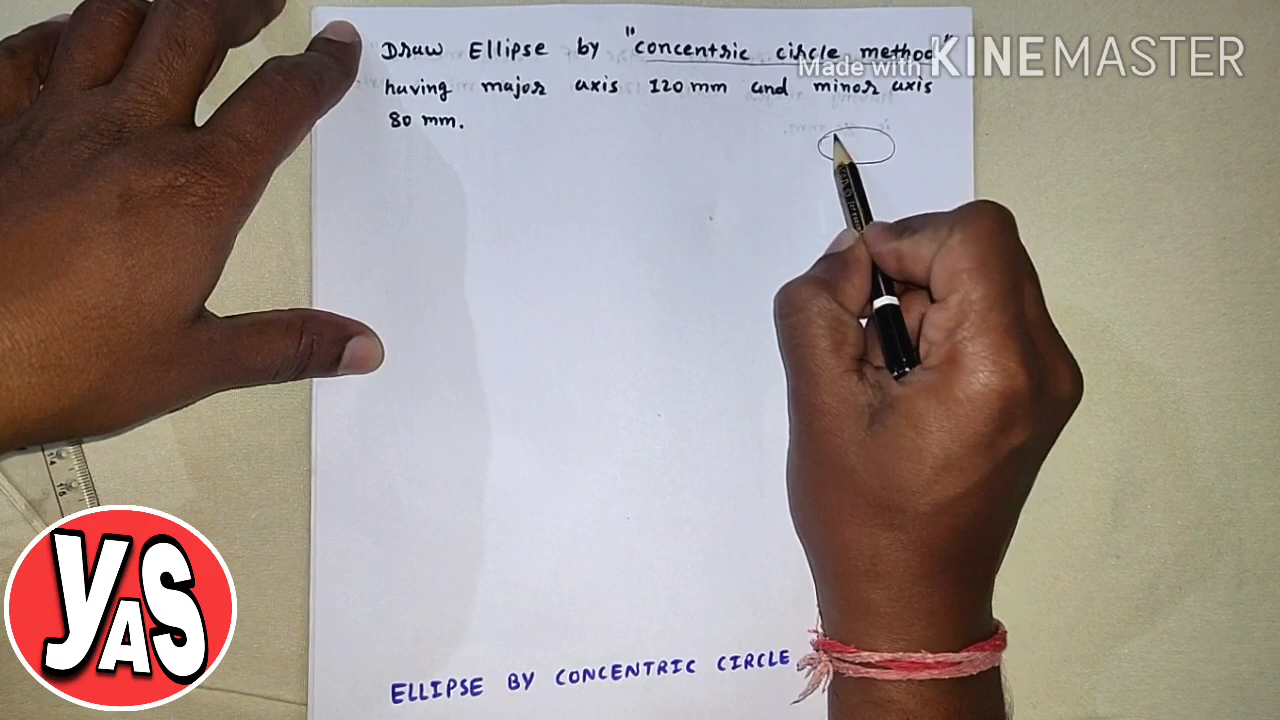 Draw Ellipse by "concentric circle method"
having major axis 120 mm and minor axis
80 mm.
Made with KINEMASTER
YAS
ELLIPSE BY CONCENTRIC CIRCLE